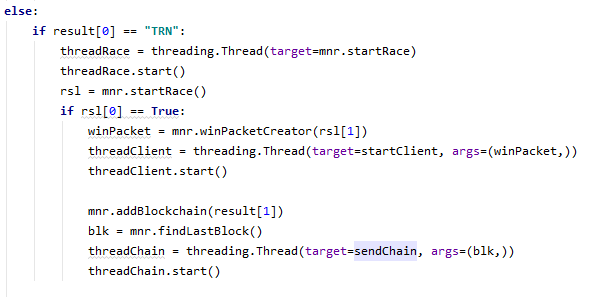 else:
if result[0] == "TRN":
threadRace = threading.Thread(target=mnr.startRace)
threadRace.start()
rsl = mnr.startRace()
if rsl[0] == True:
winPacket = mnr.winPacketCreator(rsl[1])
threadClient = threading.Thread(target=startClient, args=(winPacket,))
threadClient.start()
mnr.addBlockchain(result[1])
blk = mnr.findLastBlock()
threadChain = threading.Thread(target=sendChain, args=(blk,))
threadChain.start()